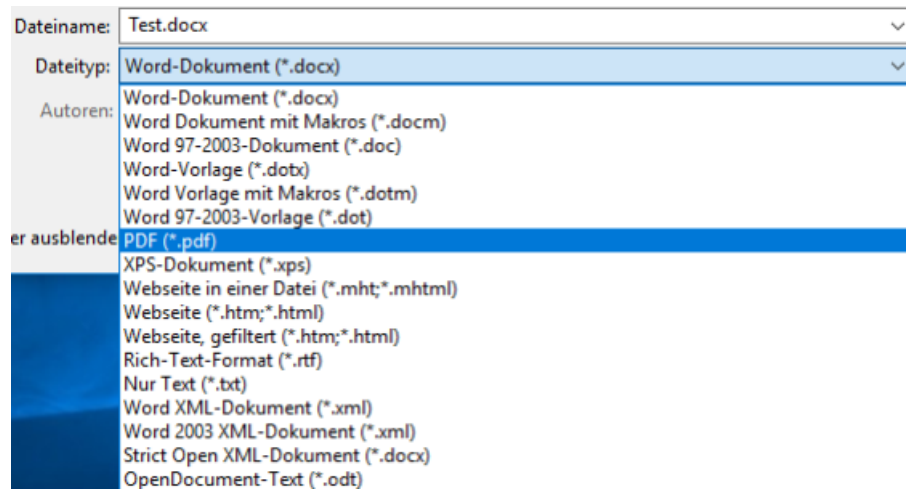 Dateiname: Test.docx
Dateityp: Word-Dokument (*.docx)
Autoren:
Word-Dokument (*.docx)
Word Dokument mit Makros (*.docm)
Word 97-2003-Dokument (*.doc)
Word-Vorlage (*.dotx)
Word Vorlage mit Makros (*.dotm)
Word 97-2003-Vorlage (*.dot)
er ausblende PDF (*.pdf)
XPS-Dokument (*.xps)
Webseite in einer Datei (*.mht;*.mhtml)
Webseite (*.htm;*.html)
Webseite, gefiltert (*.htm;*.html)
Rich-Text-Format (*.rtf)
Nur Text (*.txt)
Word XML-Dokument (*.xml)
Word 2003 XML-Dokument (*.xml)
Strict Open XML-Dokument (*.docx)
OpenDocument-Text (*.odt)